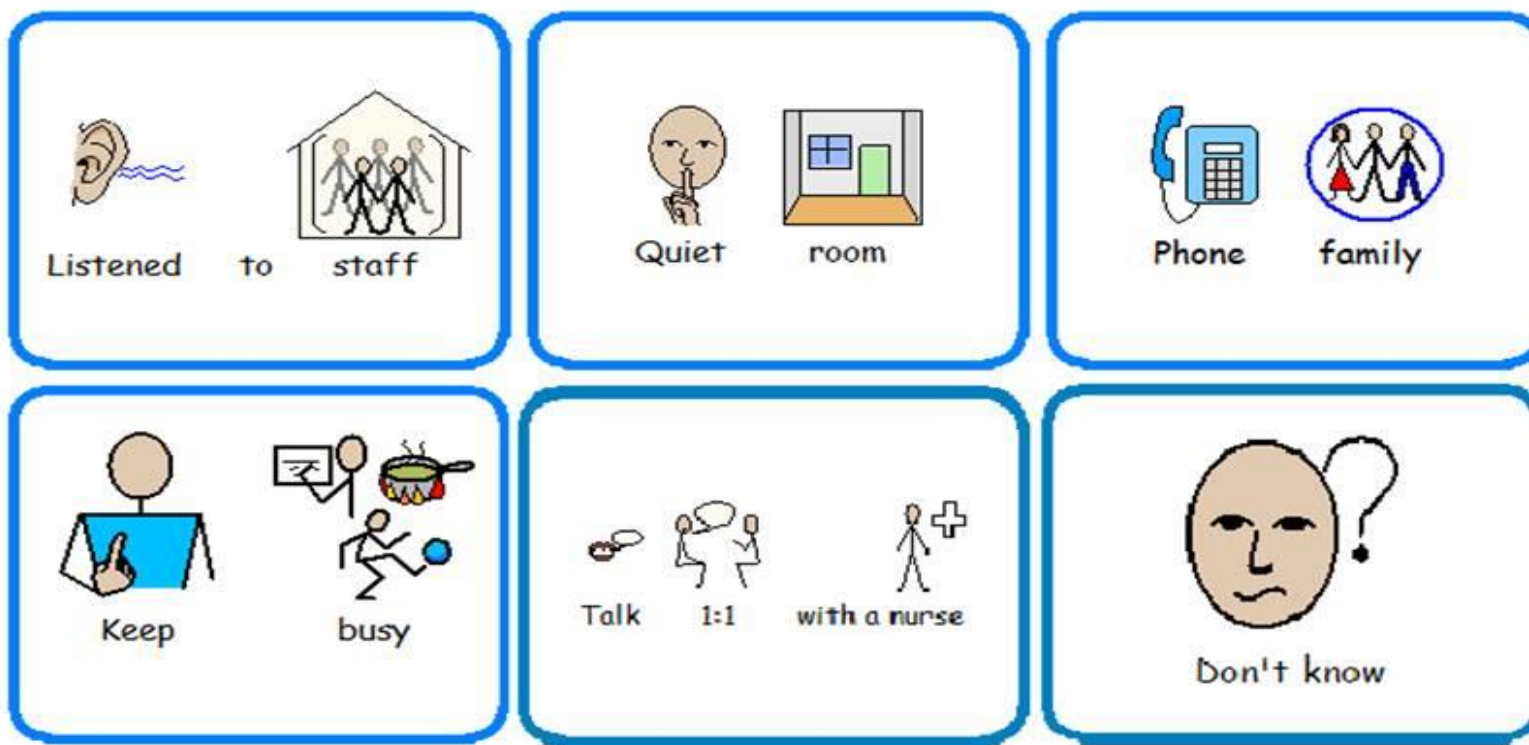 Listened to staff
Quiet room
Phone family
Keep busy
Talk 1:1 with a nurse
Don't know